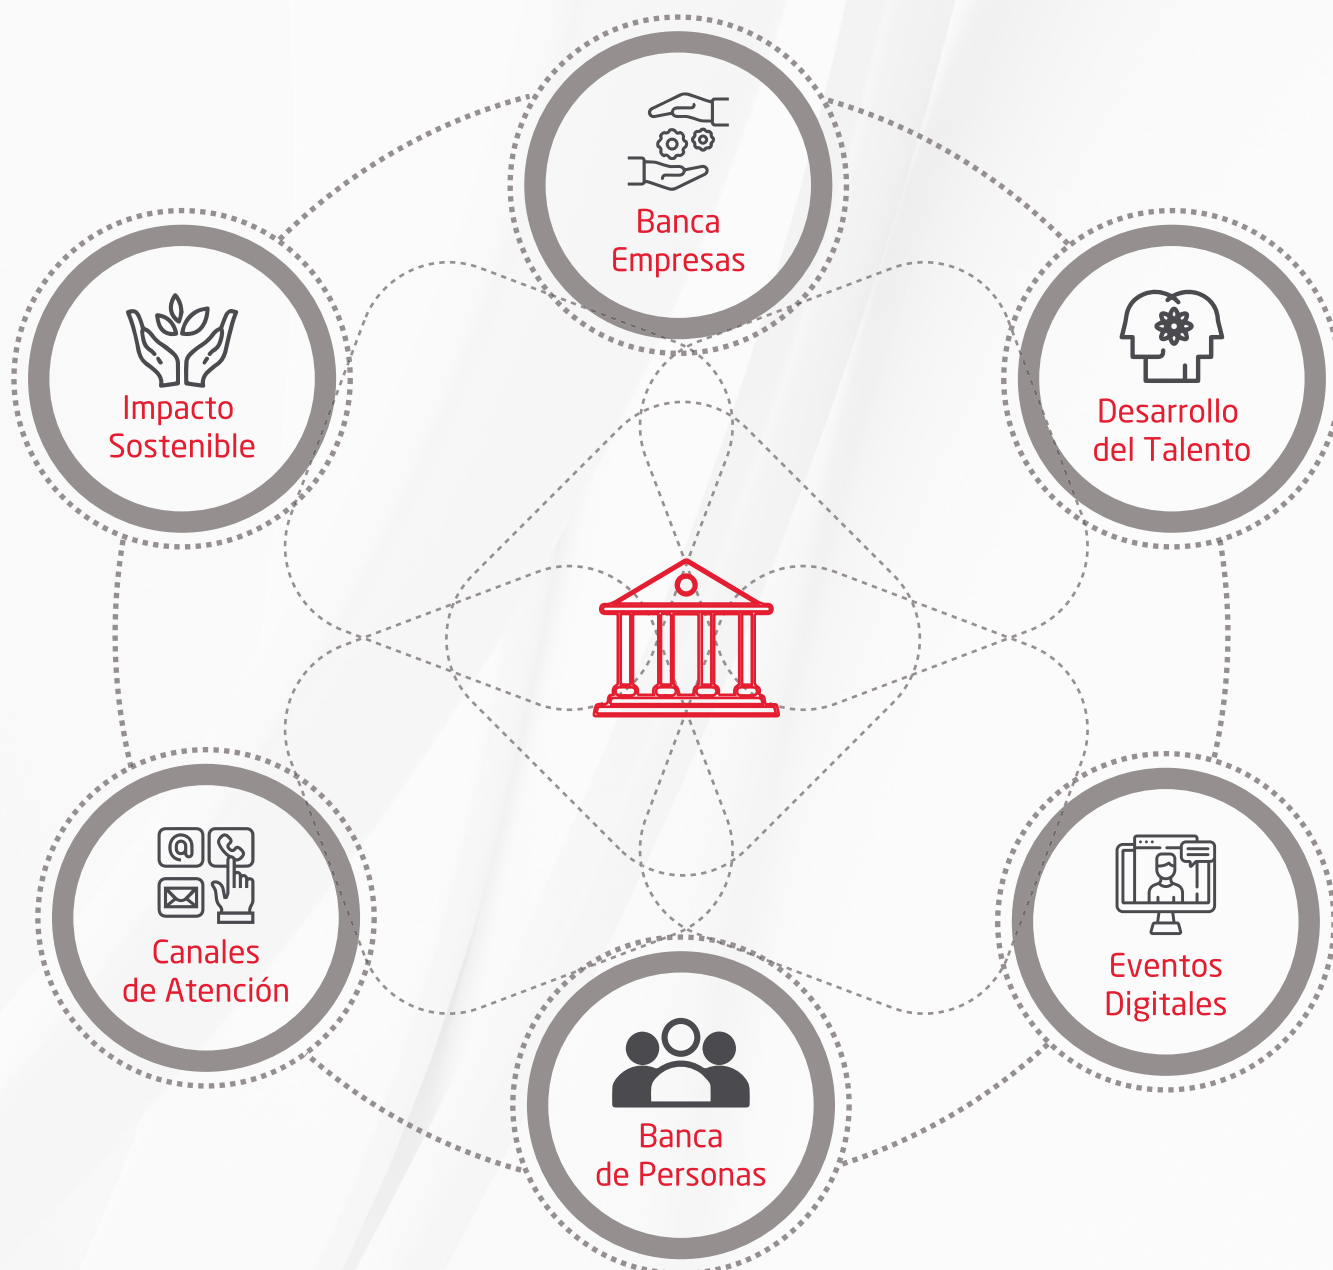 Banca
Empresas
Impacto
Sostenible
Desarrollo
del Talento
Canales
de Atención
Eventos
Digitales
Banca
de Personas